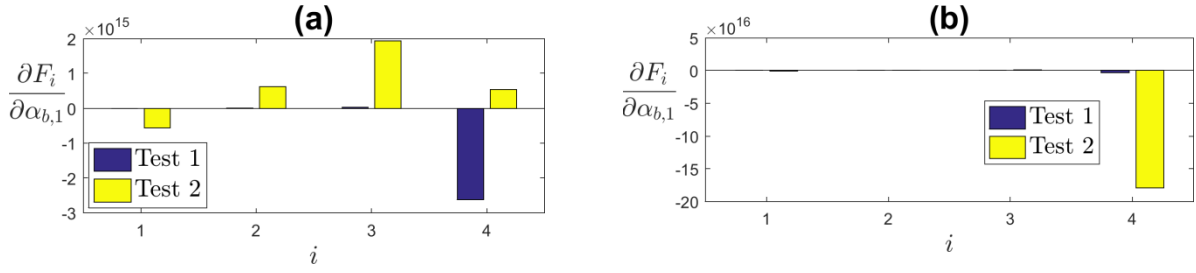 (a)
×10^15
2
1
0
-1
-2
-3
∂F_i
∂α_{b,1}
Test 1
Test 2
1 2 3 4
i
(b)
×10^16
5
0
-5
-10
-15
-20
∂F_i
∂α_{b,1}
Test 1
Test 2
1 2 3 4
i